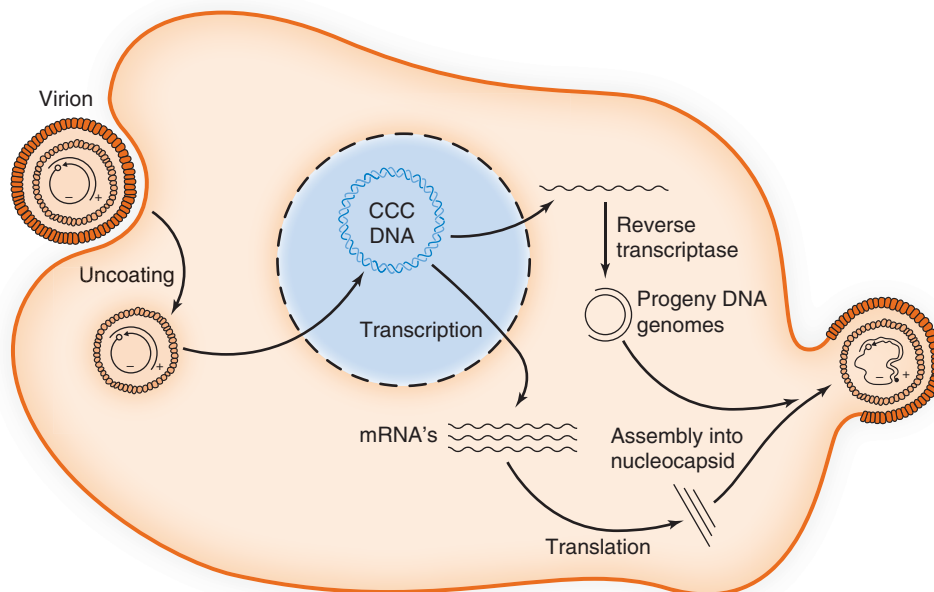 Virion
− +
Uncoating
− +
CCC
DNA
Transcription
Reverse
transcriptase
Progeny DNA
genomes
mRNA's
Assembly into
nucleocapsid
Translation
− +